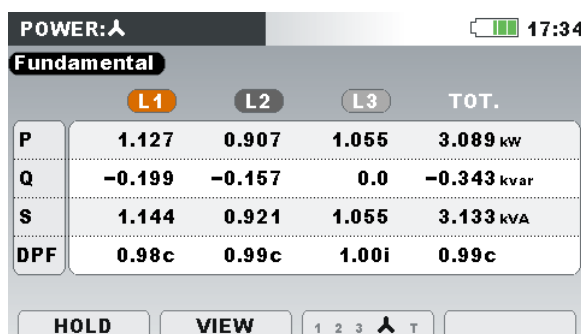 POWER: 17:34
Fundamental
L1 L2 L3 TOT.
P 1.127 0.907 1.055 3.089 kW
Q −0.199 −0.157 0.0 −0.343 kvar
S 1.144 0.921 1.055 3.133 kVA
DPF 0.98c 0.99c 1.00i 0.99c
HOLD VIEW 1 2 3 T